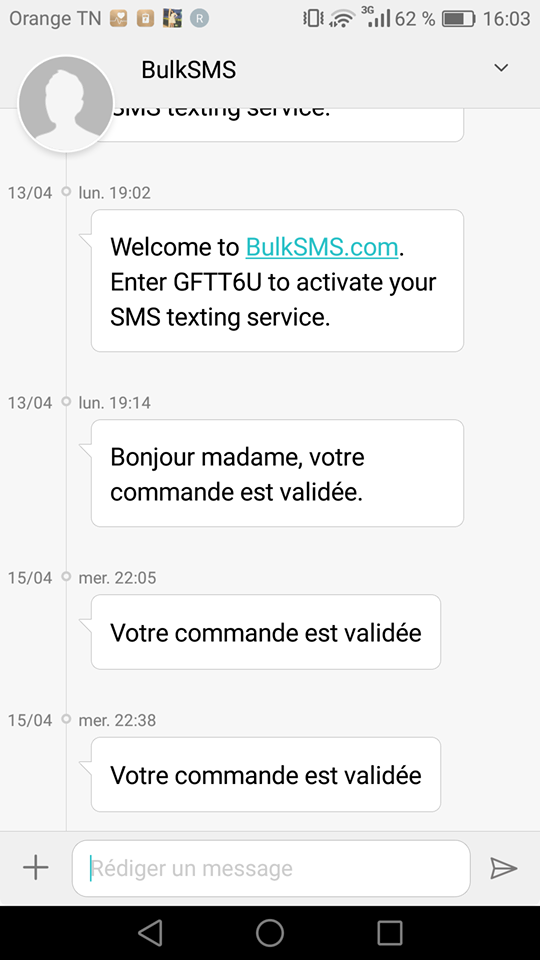 Orange TN R 3G 62 % 16:03
BulkSMS
SMS texting service.
13/04 lun. 19:02
Welcome to BulkSMS.com.
Enter GFTT6U to activate your
SMS texting service.
13/04 lun. 19:14
Bonjour madame, votre
commande est validée.
15/04 mer. 22:05
Votre commande est validée
15/04 mer. 22:38
Votre commande est validée
Rédiger un message